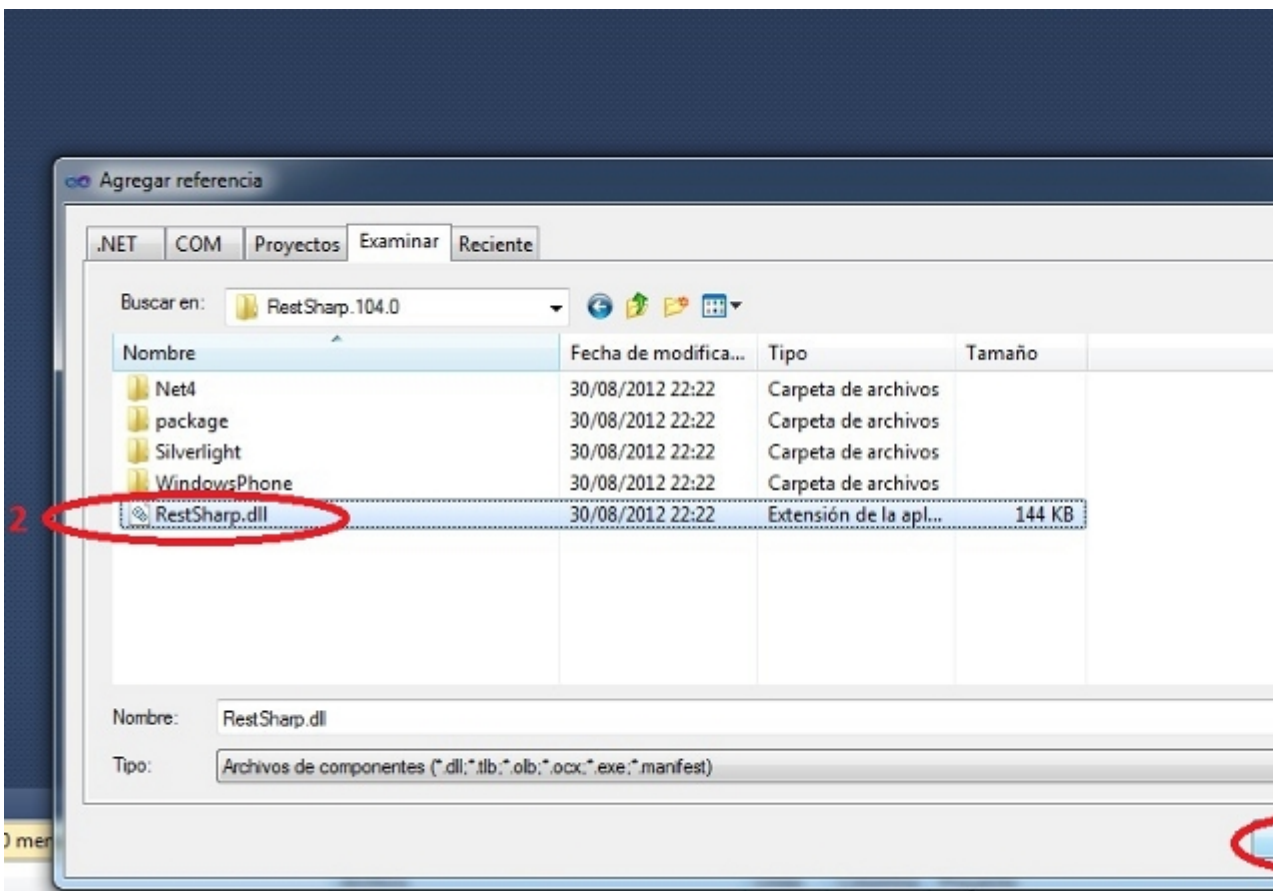 Agregar referencia
.NET COM Proyectos Examinar Reciente
Buscar en: RestSharp.104.0
Nombre Fecha de modifica... Tipo Tamaño
Net4 30/08/2012 22:22 Carpeta de archivos
package 30/08/2012 22:22 Carpeta de archivos
Silverlight 30/08/2012 22:22 Carpeta de archivos
WindowsPhone 30/08/2012 22:22 Carpeta de archivos
2 RestSharp.dll 30/08/2012 22:22 Extensión de la apl... 144 KB
Nombre: RestSharp.dll
Tipo: Archivos de componentes (*.dll;*.tlb;*.olb;*.ocx;*.exe;*.manifest)